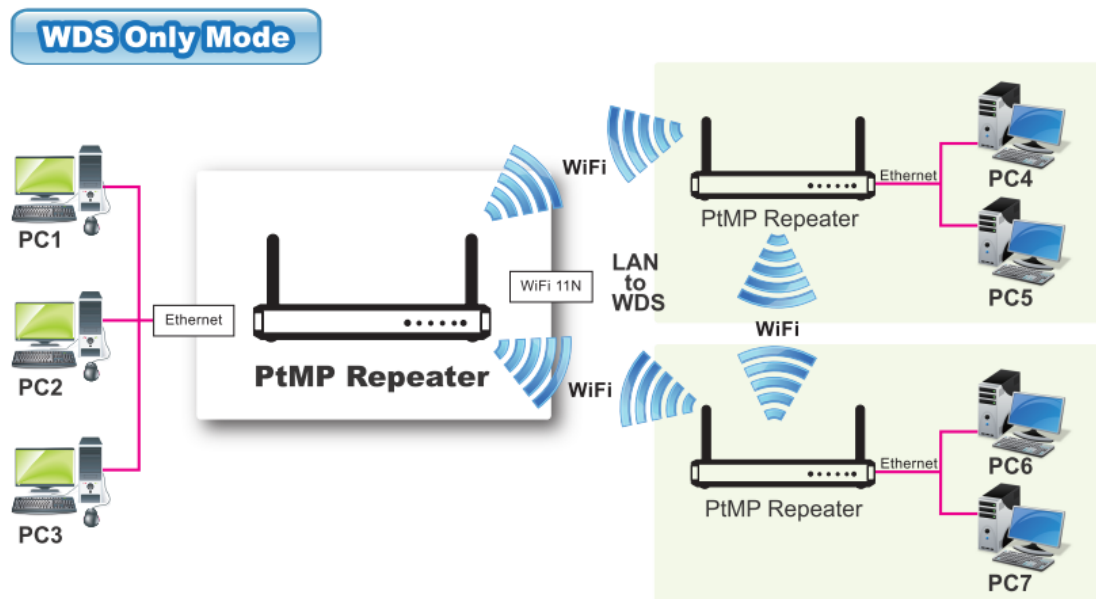 WDS Only Mode
PC1
PC2
PC3
Ethernet
PtMP Repeater
WiFi 11N
WiFi
WiFi
LAN
to
WDS
PtMP Repeater
Ethernet
PC4
PC5
WiFi
PtMP Repeater
Ethernet
PC6
PC7